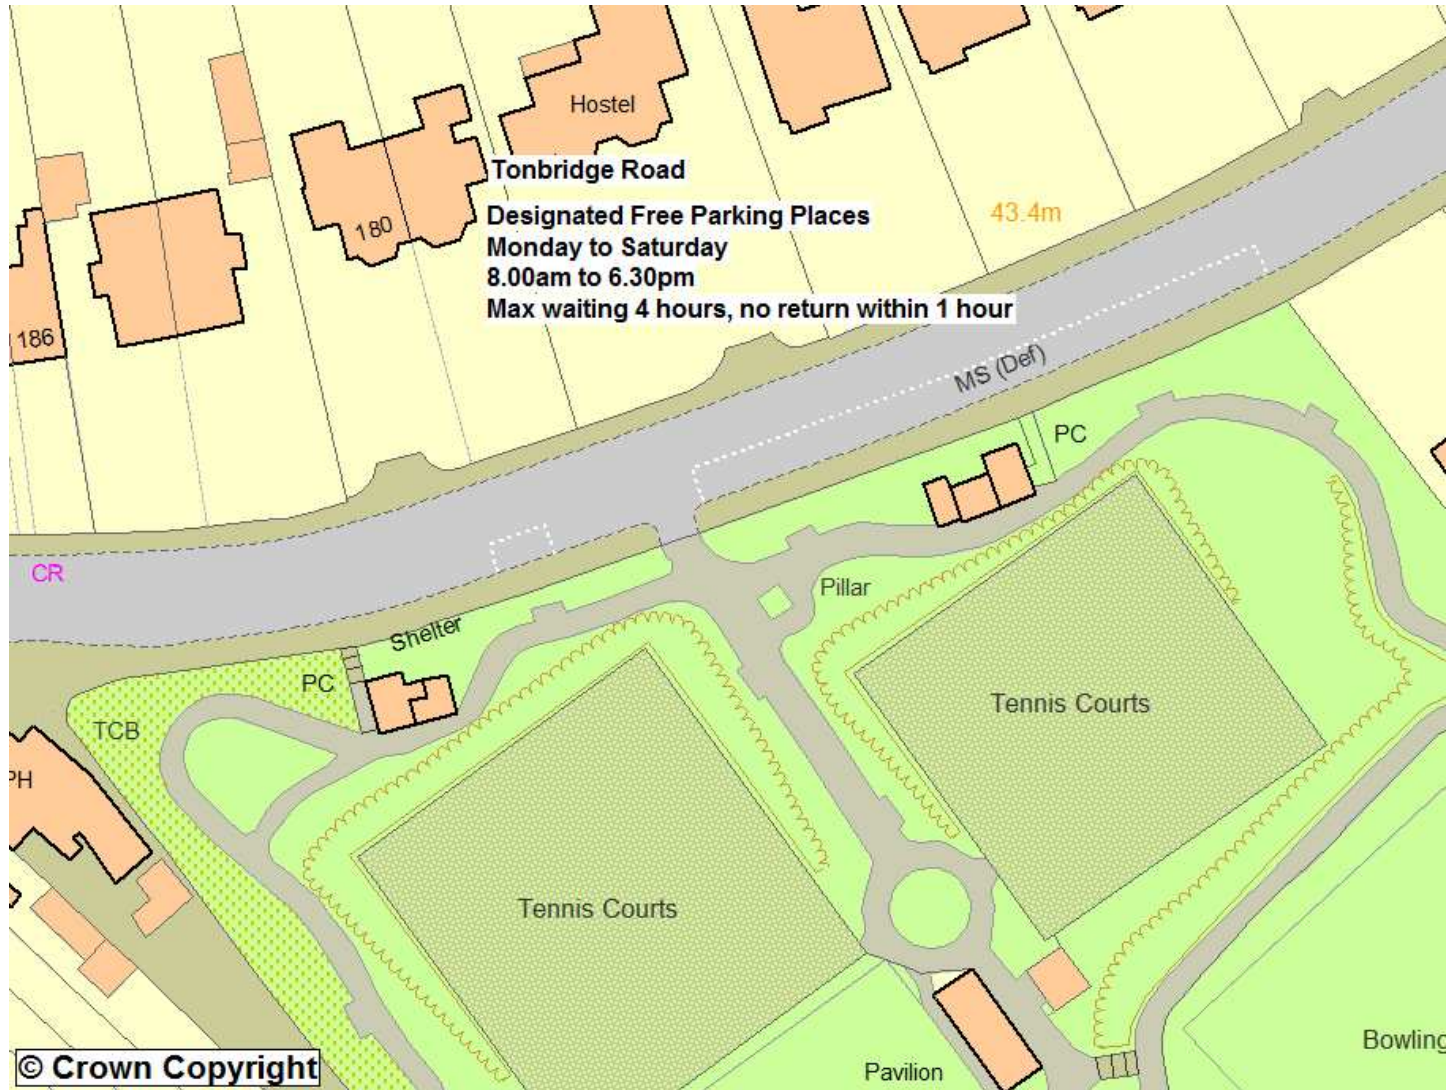 Hostel
Tonbridge Road
180
Designated Free Parking Places
43.4m
Monday to Saturday
8.00am to 6.30pm
Max waiting 4 hours, no return within 1 hour
186
MS (Def)
PC
CR
Pillar
Shelter
PC
Tennis Courts
TCB
PH
Tennis Courts
Bowling
© Crown Copyright
Pavilion